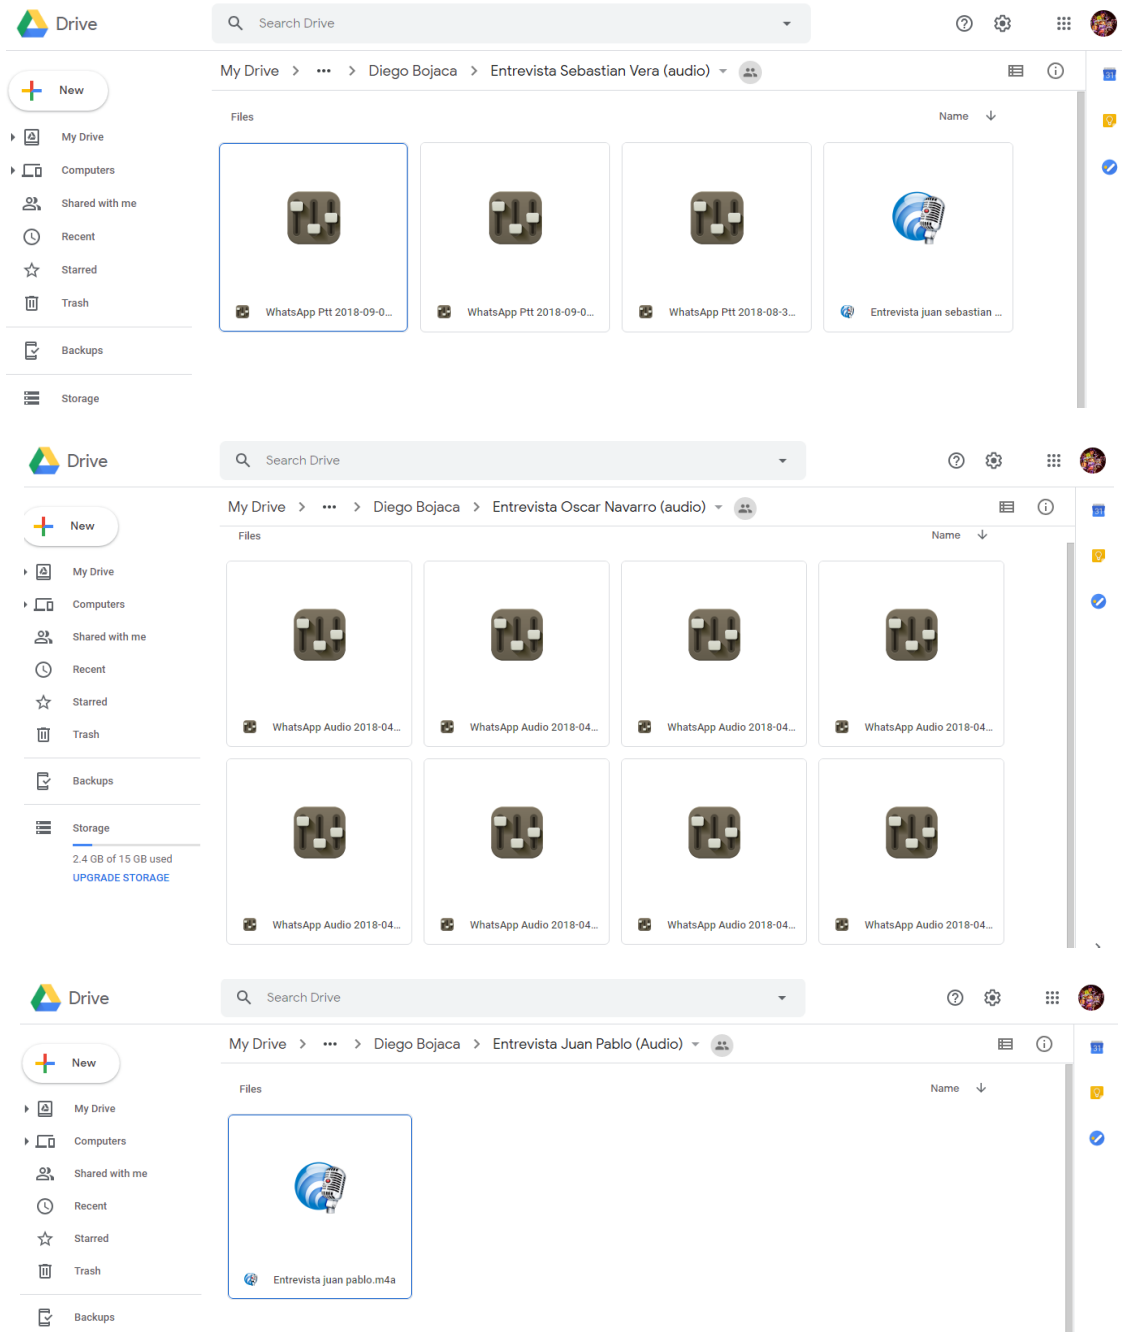 Drive
Search Drive
My Drive > ••• > Diego Bojaca > Entrevista Sebastian Vera (audio)
31
New
Files
Name
My Drive
Computers
Shared with me
Recent
Starred
Trash
WhatsApp Ptt 2018-09-0...
WhatsApp Ptt 2018-09-0...
WhatsApp Ptt 2018-08-3...
Entrevista juan sebastian ...
Backups
Storage
Drive
Search Drive
My Drive > ••• > Diego Bojaca > Entrevista Oscar Navarro (audio)
31
New
Files
Name
My Drive
Computers
Shared with me
Recent
Starred
Trash
WhatsApp Audio 2018-04...
WhatsApp Audio 2018-04...
WhatsApp Audio 2018-04...
WhatsApp Audio 2018-04...
Backups
Storage
2.4 GB of 15 GB used
UPGRADE STORAGE
WhatsApp Audio 2018-04...
WhatsApp Audio 2018-04...
WhatsApp Audio 2018-04...
WhatsApp Audio 2018-04...
Drive
Search Drive
My Drive > ••• > Diego Bojaca > Entrevista Juan Pablo (Audio)
31
New
Files
Name
My Drive
Computers
Shared with me
Recent
Starred
Trash
Entrevista juan pablo.m4a
Backups